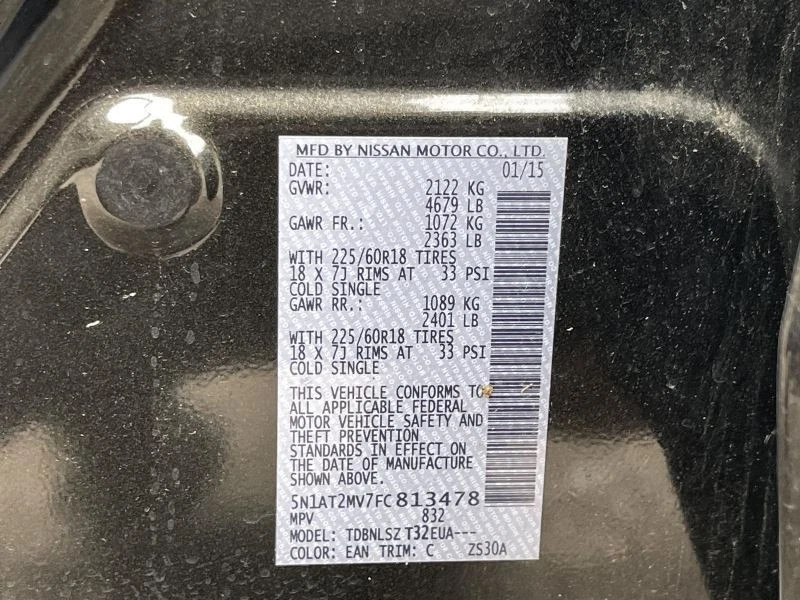 MFD BY NISSAN MOTOR CO., LTD.
DATE: 01/15
GVWR: 2122 KG
4679 LB
GAWR FR.: 1072 KG
2363 LB
WITH 225/60R18 TIRES
18 X 7J RIMS AT 33 PSI
COLD SINGLE
GAWR RR.: 1089 KG
2401 LB
WITH 225/60R18 TIRES
18 X 7J RIMS AT 33 PSI
COLD SINGLE
THIS VEHICLE CONFORMS TO
ALL APPLICABLE FEDERAL
MOTOR VEHICLE SAFETY AND
THEFT PREVENTION
STANDARDS IN EFFECT ON
THE DATE OF MANUFACTURE
SHOWN ABOVE.
5N1AT2MV7FC813478
MPV 832
MODEL: TDBNLSZ T32EUA---
COLOR: EAN TRIM: C ZS30A